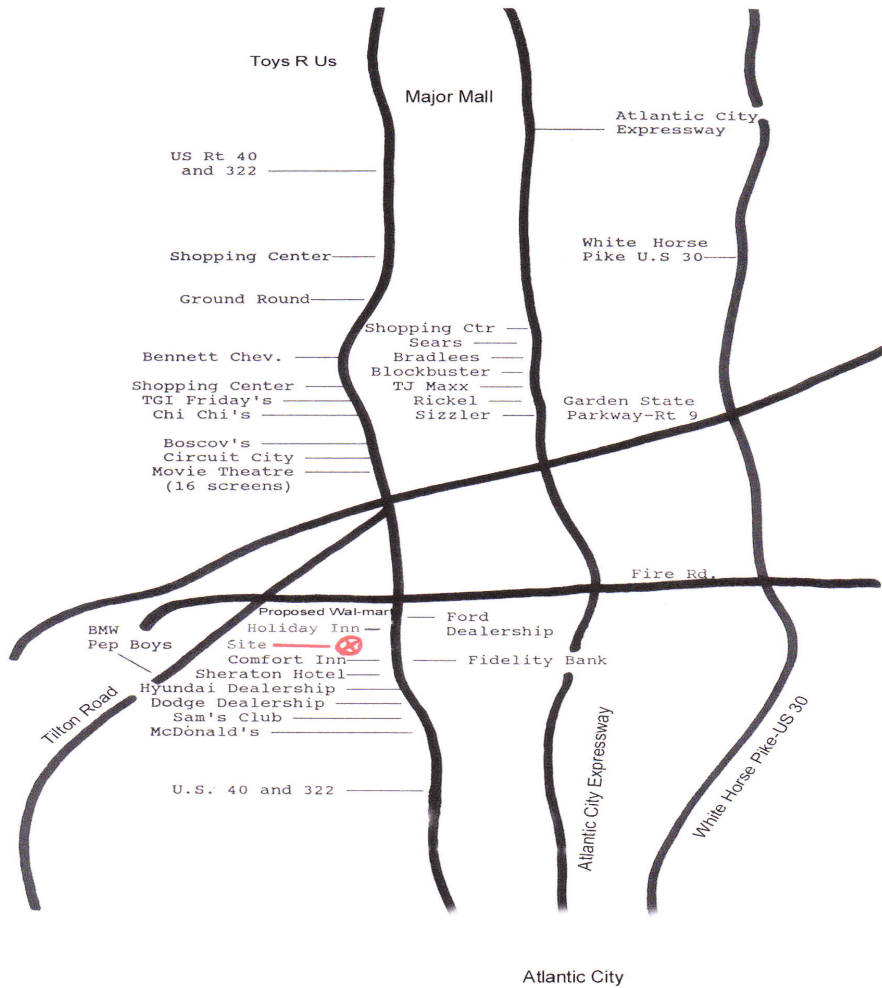 Toys R Us
Major Mall
Atlantic City
Expressway
US Rt 40
and 322
White Horse
Pike U.S 30
Shopping Center
Ground Round
Shopping Ctr
Sears
Bennett Chev.
Bradlees
Blockbuster
Shopping Center
TJ Maxx
TGI Friday's
Rickel
Garden State
Chi Chi's
Sizzler
Parkway-Rt 9
Boscov's
Circuit City
Movie Theatre
(16 screens)
Fire Rd.
Proposed Wal-mart
Ford
Dealership
BMW
Pep Boys
Holiday Inn
Site
Comfort Inn
Fidelity Bank
Sheraton Hotel
Hyundai Dealership
Dodge Dealership
Sam's Club
McDonald's
Tilton Road
U.S. 40 and 322
Atlantic City Expressway
White Horse Pike-US 30
Atlantic City